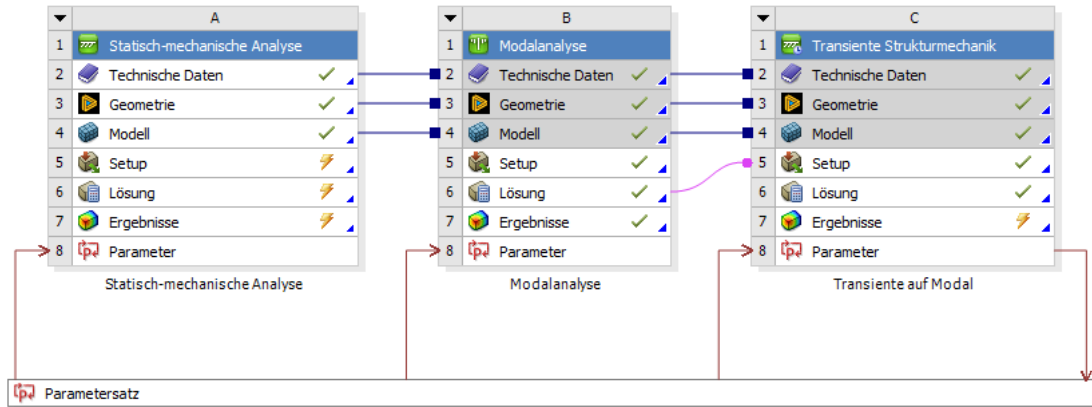 A
1 Statisch-mechanische Analyse
2 Technische Daten
3 Geometrie
4 Modell
5 Setup
6 Lösung
7 Ergebnisse
8 Parameter
Statisch-mechanische Analyse
B
1 Modalanalyse
2 Technische Daten
3 Geometrie
4 Modell
5 Setup
6 Lösung
7 Ergebnisse
8 Parameter
Modalanalyse
C
1 Transiente Strukturmechanik
2 Technische Daten
3 Geometrie
4 Modell
5 Setup
6 Lösung
7 Ergebnisse
8 Parameter
Transiente auf Modal
Parametersatz